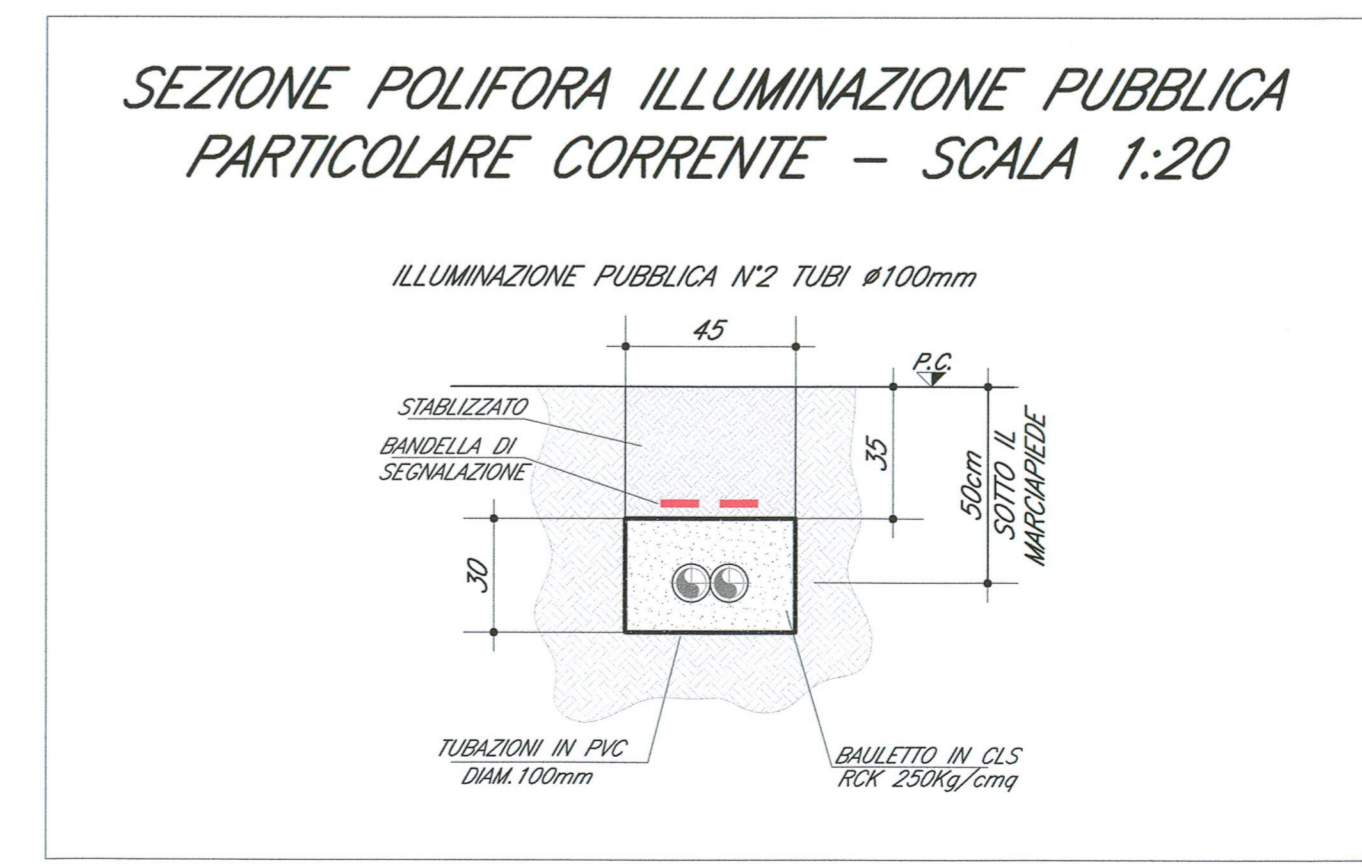 SEZIONE POLIFORA ILLUMINAZIONE PUBBLICA
PARTICOLARE CORRENTE – SCALA 1:20
ILLUMINAZIONE PUBBLICA N°2 TUBI ø100mm
45
P.C.
STABLIZZATO
BANDELLA DI
SEGNALAZIONE
35
50cm
SOTTO IL
MARCIAPIEDE
30
TUBAZIONI IN PVC
DIAM.100mm
BAULETTO IN CLS
RCK 250Kg/cmq